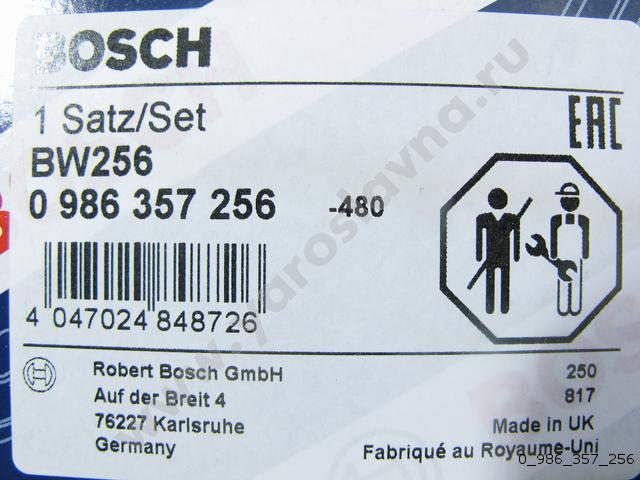 BOSCH
1 Satz/Set
EAC
BW256
0 986 357 256 -480
4 047024 848726
Robert Bosch GmbH
Auf der Breit 4
76227 Karlsruhe
Germany
250
817
Made in UK
Fabriqué au Royaume-Uni
www.yaroslavna.ru
0_986_357_256